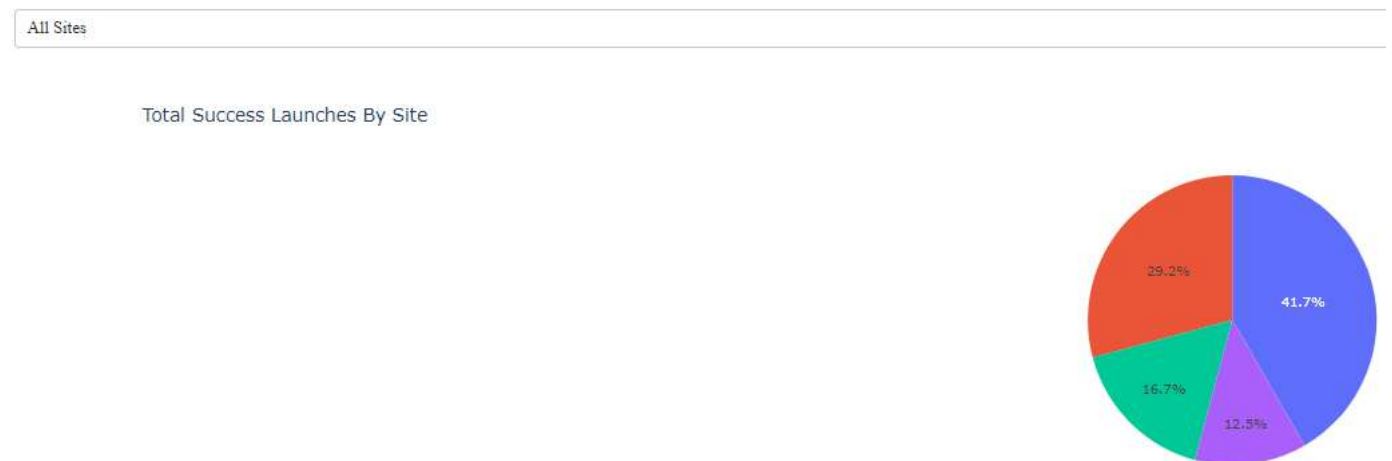 All Sites
Total Success Launches By Site
29.2%
41.7%
16.7%
12.5%